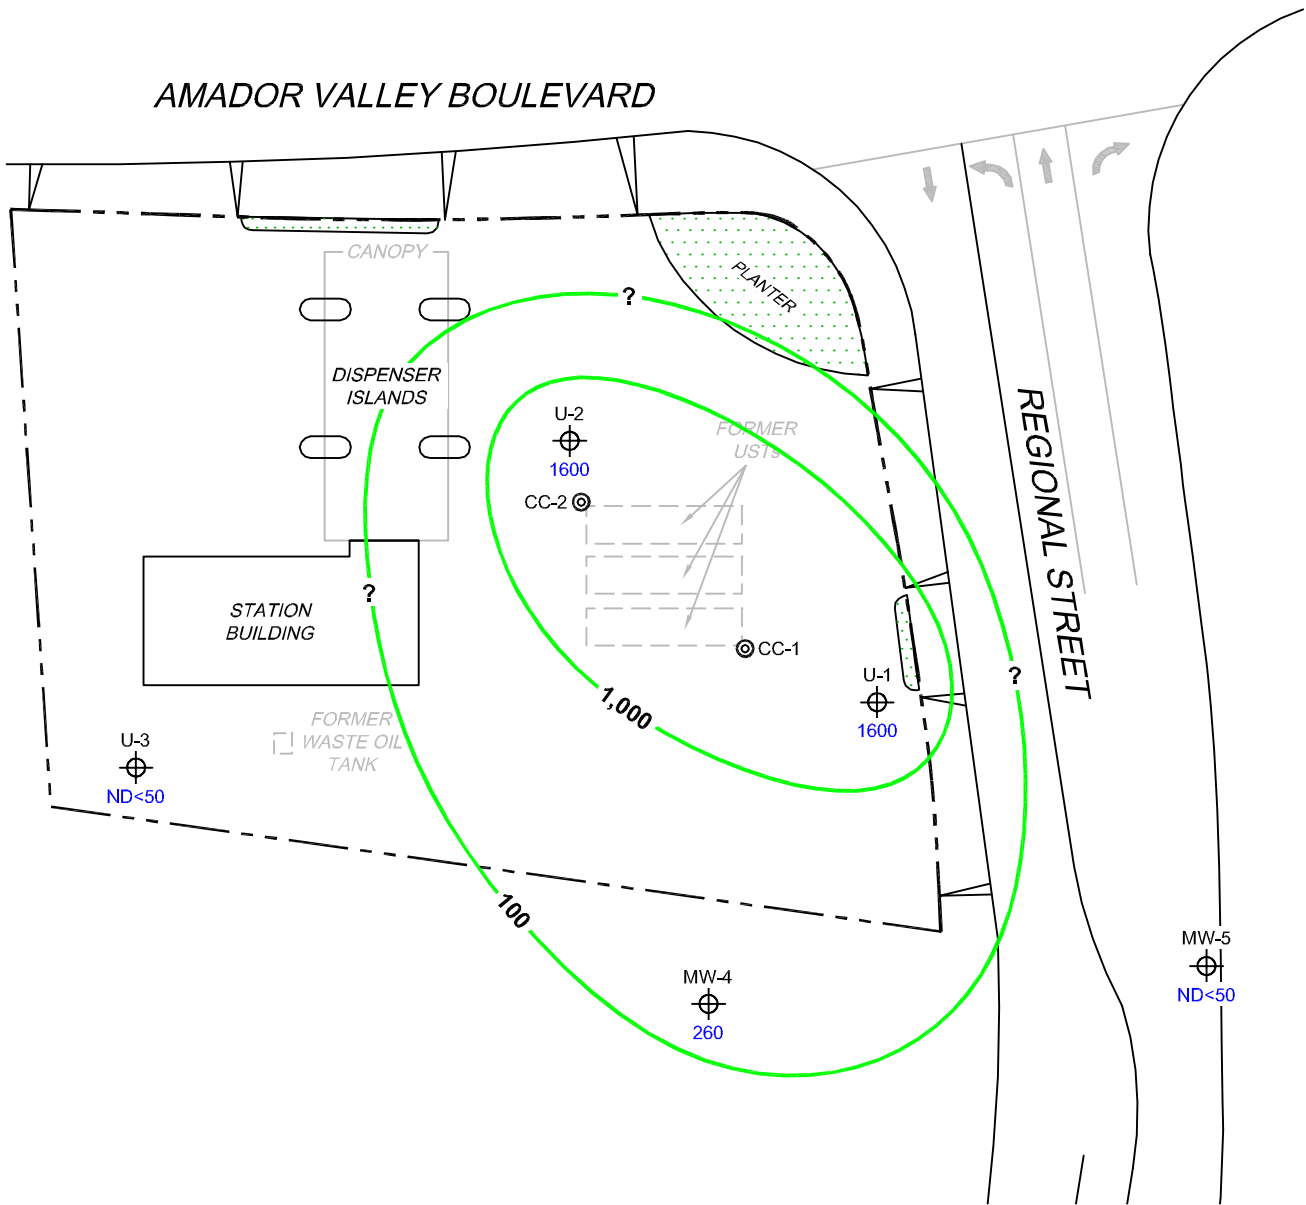 AMADOR VALLEY BOULEVARD
CANOPY
PLANTER
?
DISPENSER
ISLANDS
REGIONAL STREET
U-2
1600
FORMER
USTs
CC-2
?
STATION
BUILDING
CC-1
?
U-1
1600
1,000
FORMER
WASTE OIL
TANK
U-3
ND<50
100
MW-4
260
MW-5
ND<50